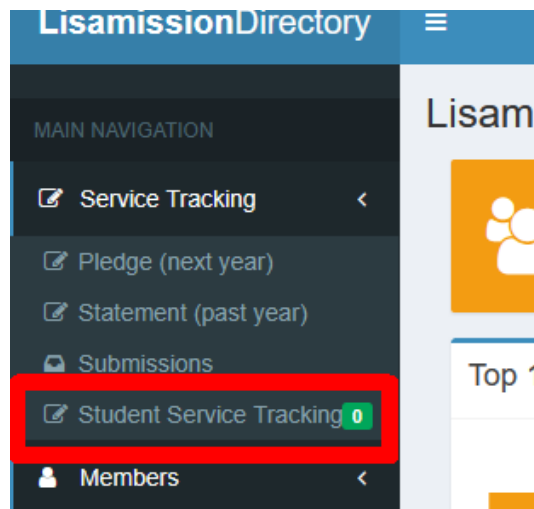 LisamissionDirectory
Lisam
MAIN NAVIGATION
Service Tracking
Pledge (next year)
Statement (past year)
Submissions
Top 1
Student Service Tracking 0
Members